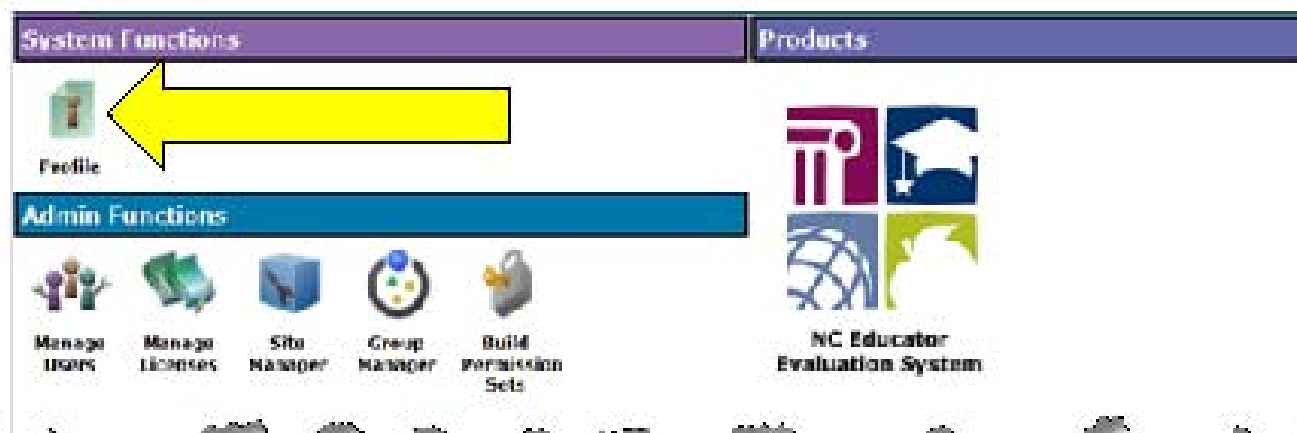 System Functions
Products
Profile
Admin Functions
Manage Users
Manage Licenses
Site Manager
Group Manager
Build Permission Sets
NC Educator
Evaluation System